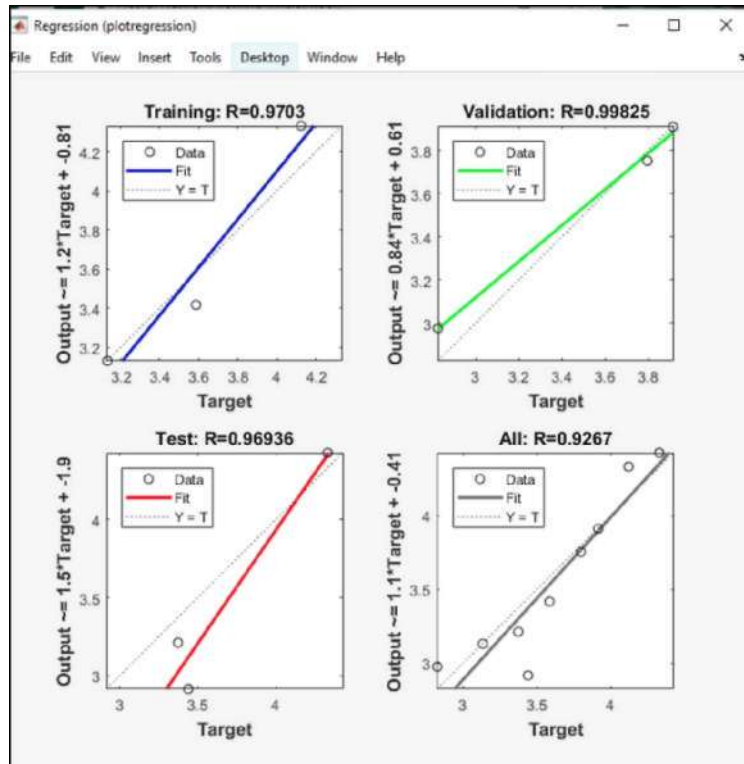 Regression (plotregression)
File Edit View Insert Tools Desktop Window Help
Training: R=0.9703
Output ~= 1.2*Target + -0.81
4.2
4
3.8
3.6
3.4
3.2
Data
Fit
Y = T
3.2 3.4 3.6 3.8 4 4.2
Target
Validation: R=0.99825
Output ~= 0.84*Target + 0.61
3.8
3.6
3.4
3.2
3
Data
Fit
Y = T
3 3.2 3.4 3.6 3.8
Target
Test: R=0.96936
Output ~= 1.5*Target + -1.9
4
3.5
3
Data
Fit
Y = T
3 3.5 4
Target
All: R=0.9267
Output ~= 1.1*Target + -0.41
4
3.5
3
Data
Fit
Y = T
3 3.5 4
Target